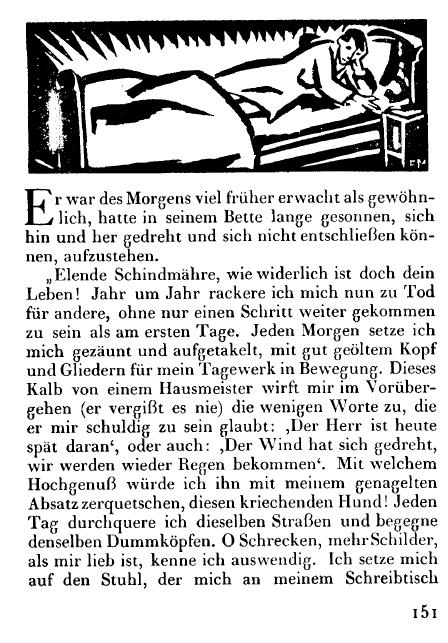 Er war des Morgens viel früher erwacht als gewöhn-
lich, hatte in seinem Bette lange gesonnen, sich
hin und her gedreht und sich nicht entschließen kön-
nen, aufzustehen.
„Elende Schindmähre, wie widerlich ist doch dein
Leben! Jahr um Jahr rackere ich mich nun zu Tod
für andere, ohne nur einen Schritt weiter gekommen
zu sein als am ersten Tage. Jeden Morgen setze ich
mich gezäunt und aufgetakelt, mit gut geöltem Kopf
und Gliedern für mein Tagewerk in Bewegung. Dieses
Kalb von einem Hausmeister wirft mir im Vorüber-
gehen (er vergißt es nie) die wenigen Worte zu, die
er mir schuldig zu sein glaubt: ‚Der Herr ist heute
spät daran‘, oder auch: ‚Der Wind hat sich gedreht,
wir werden wieder Regen bekommen‘. Mit welchem
Hochgenuß würde ich ihn mit meinem genagelten
Absatz zerquetschen, diesen kriechenden Hund! Jeden
Tag durchquere ich dieselben Straßen und begegne
denselben Dummköpfen. O Schrecken, mehr Schilder,
als mir lieb ist, kenne ich auswendig. Ich setze mich
auf den Stuhl, der mich an meinem Schreibtisch
151